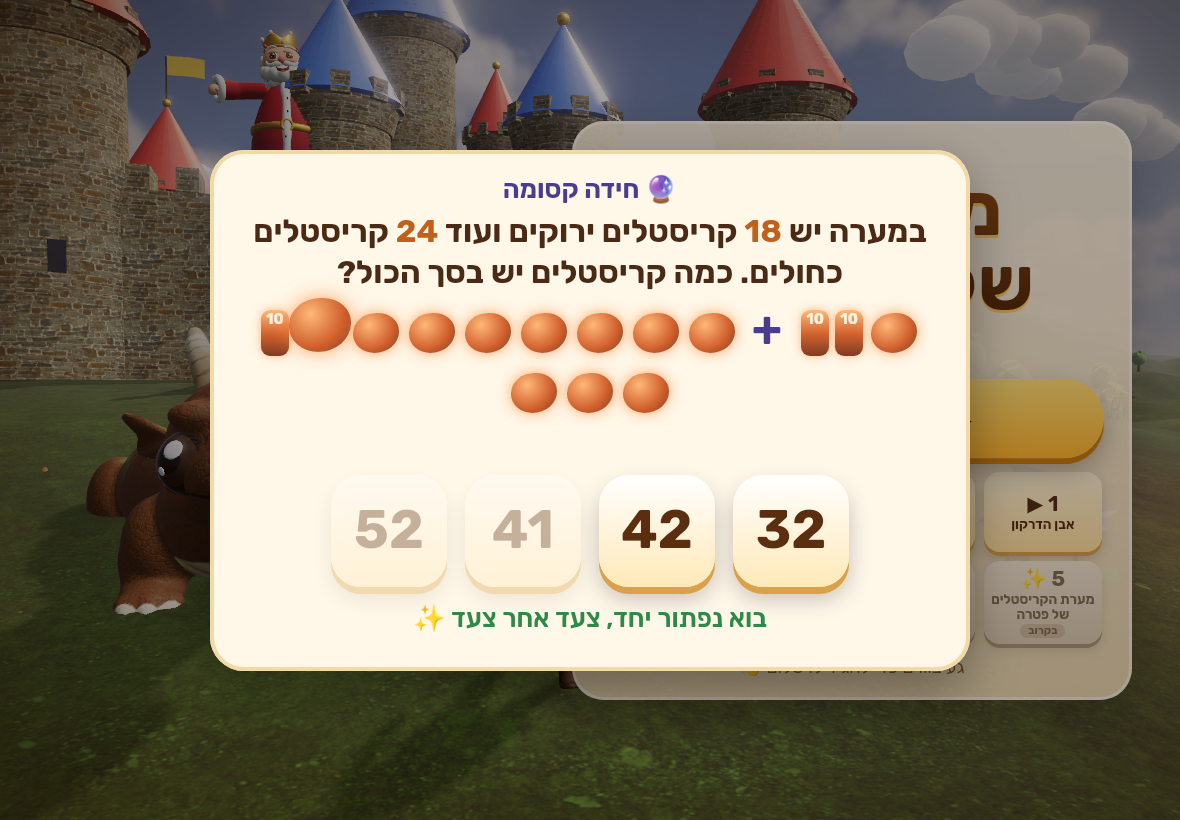 🔮 חידה קסומה
במערה יש 18 קריסטלים ירוקים ועוד 24 קריסטלים
כחולים. כמה קריסטלים יש בסך הכול?
10 + 10 10
52 41 42 32
בוא נפתור יחד, צעד אחר צעד ✨
1 ▶
אבן הדרקון
5 ✨
מערת הקריסטלים
של פטרה
בקרוב